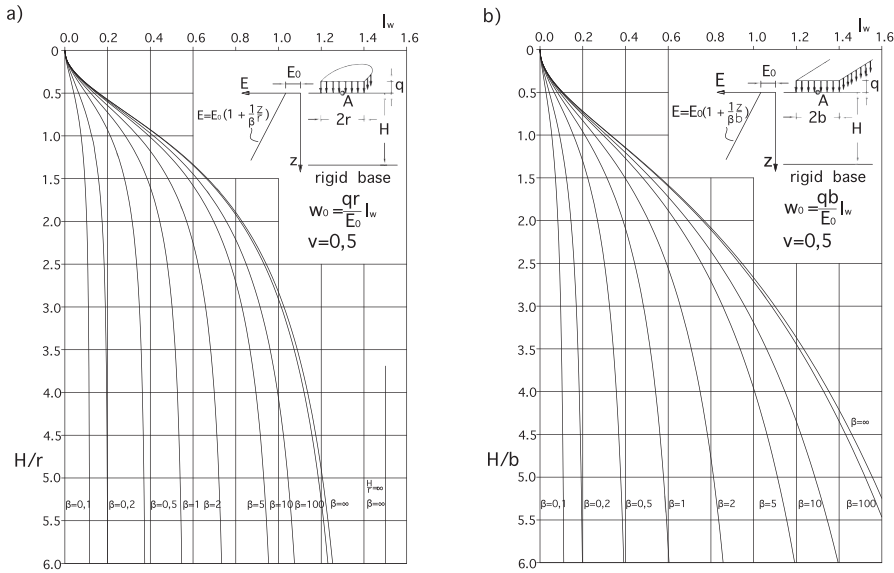 a)
I_w
0.0 0.2 0.4 0.6 0.8 1.0 1.2 1.4 1.6
0
0.5
1.0
1.5
2.0
2.5
3.0
3.5
4.0
4.5
5.0
5.5
6.0
H/r
E
E₀
q
A
E=E₀(1 + 1/β z/r)
2r
H
z
rigid base
w₀ = qr/E₀ I_w
ν=0,5
H/r=∞
β=0,1 β=0,2 β=0,5 β=1 β=2 β=5 β=10 β=100 β=∞ β=∞
b)
I_w
0.0 0.2 0.4 0.6 0.8 1.0 1.2 1.4 1.6
0
0.5
1.0
1.5
2.0
2.5
3.0
3.5
4.0
4.5
5.0
5.5
6.0
H/b
E
E₀
q
A
E=E₀(1 + 1/β z/b)
2b
H
z
rigid base
w₀ = qb/E₀ I_w
ν=0,5
β=∞
β=0,1 β=0,2 β=0,5 β=1 β=2 β=5 β=10 β=100